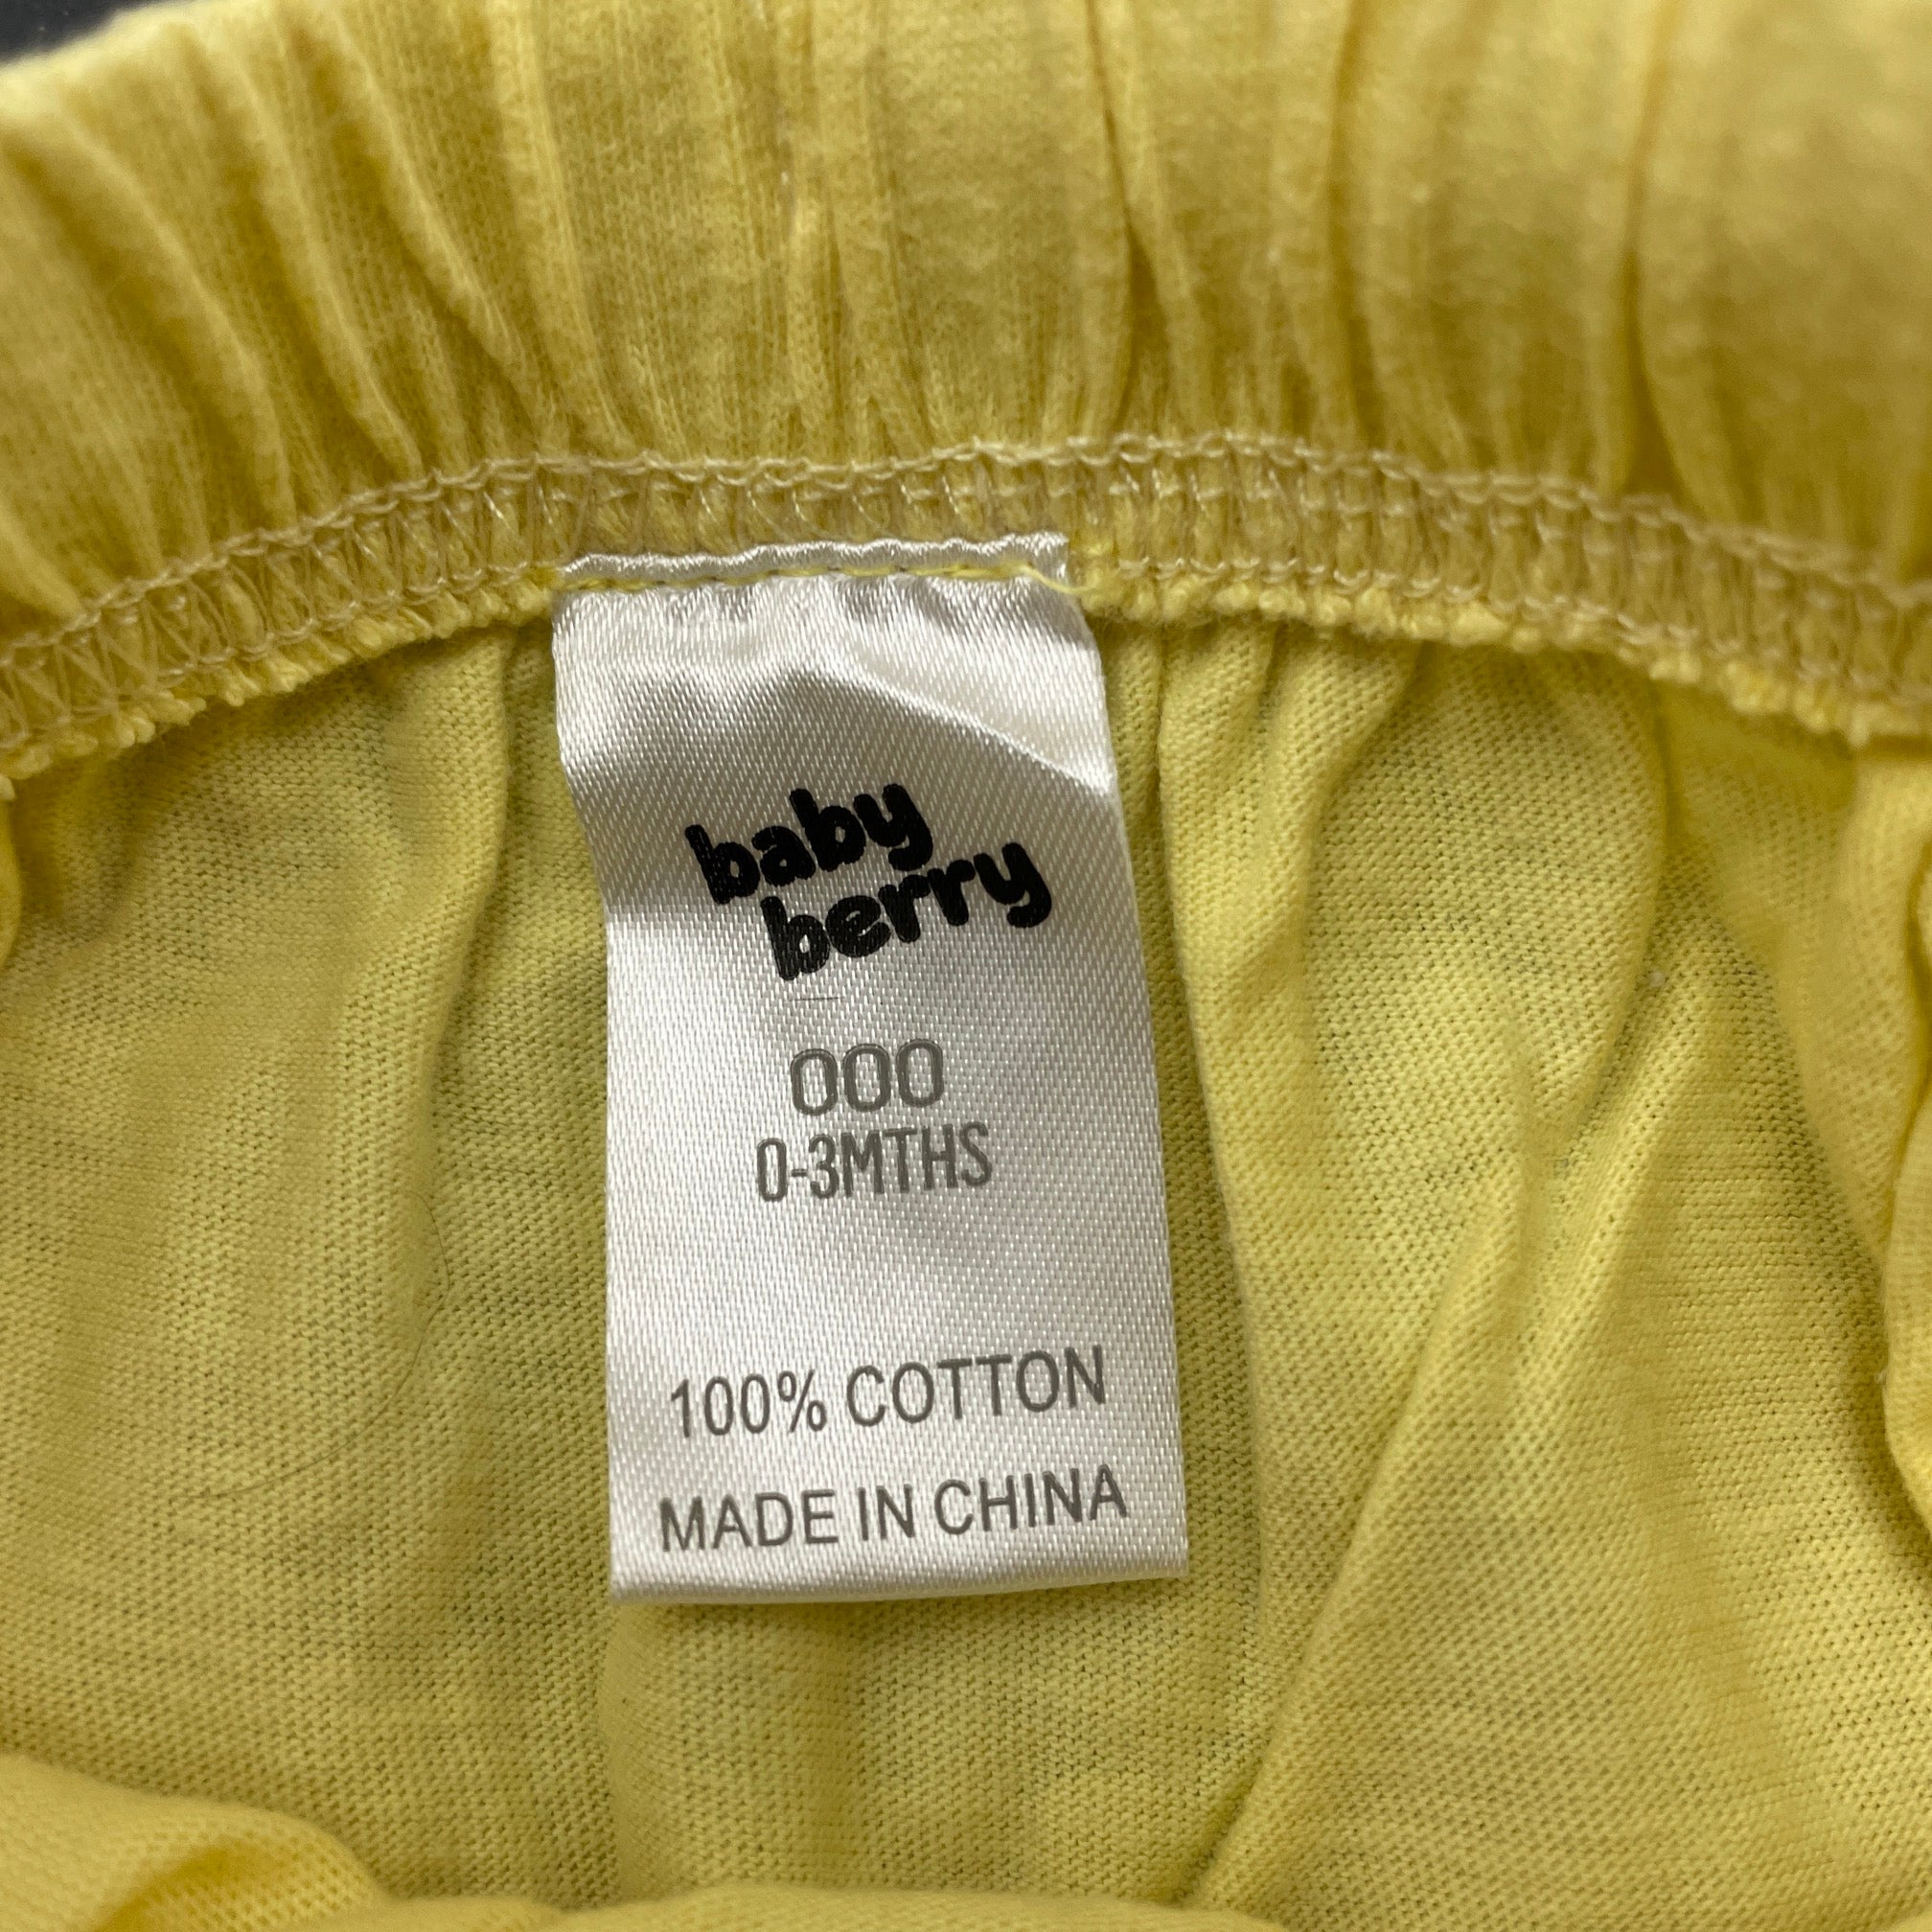 baby
berry
000
0-3MTHS
100% COTTON
MADE IN CHINA